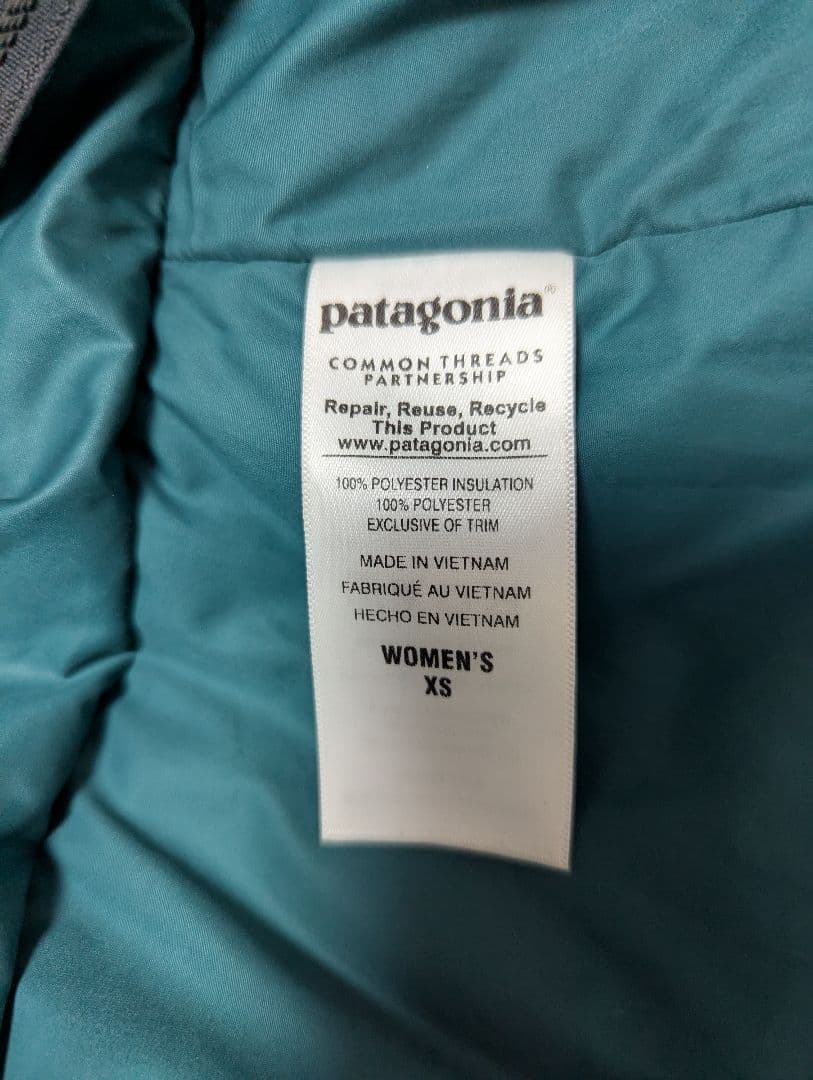 patagonia®
COMMON THREADS
PARTNERSHIP
Repair, Reuse, Recycle
This Product
www.patagonia.com
100% POLYESTER INSULATION
100% POLYESTER
EXCLUSIVE OF TRIM
MADE IN VIETNAM
FABRIQUÉ AU VIETNAM
HECHO EN VIETNAM
WOMEN'S
XS